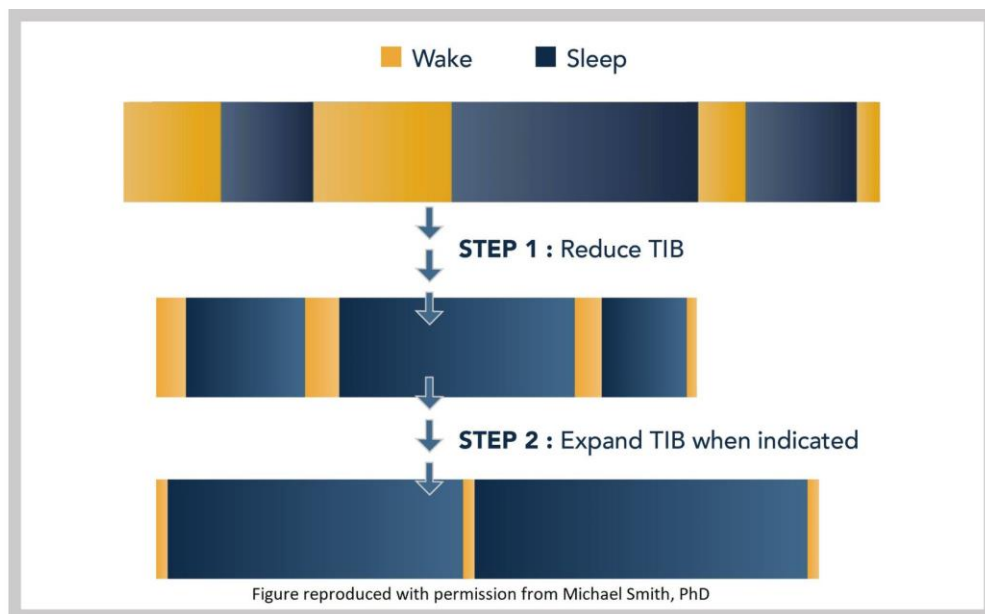 Wake Sleep
STEP 1 : Reduce TIB
STEP 2 : Expand TIB when indicated
Figure reproduced with permission from Michael Smith, PhD